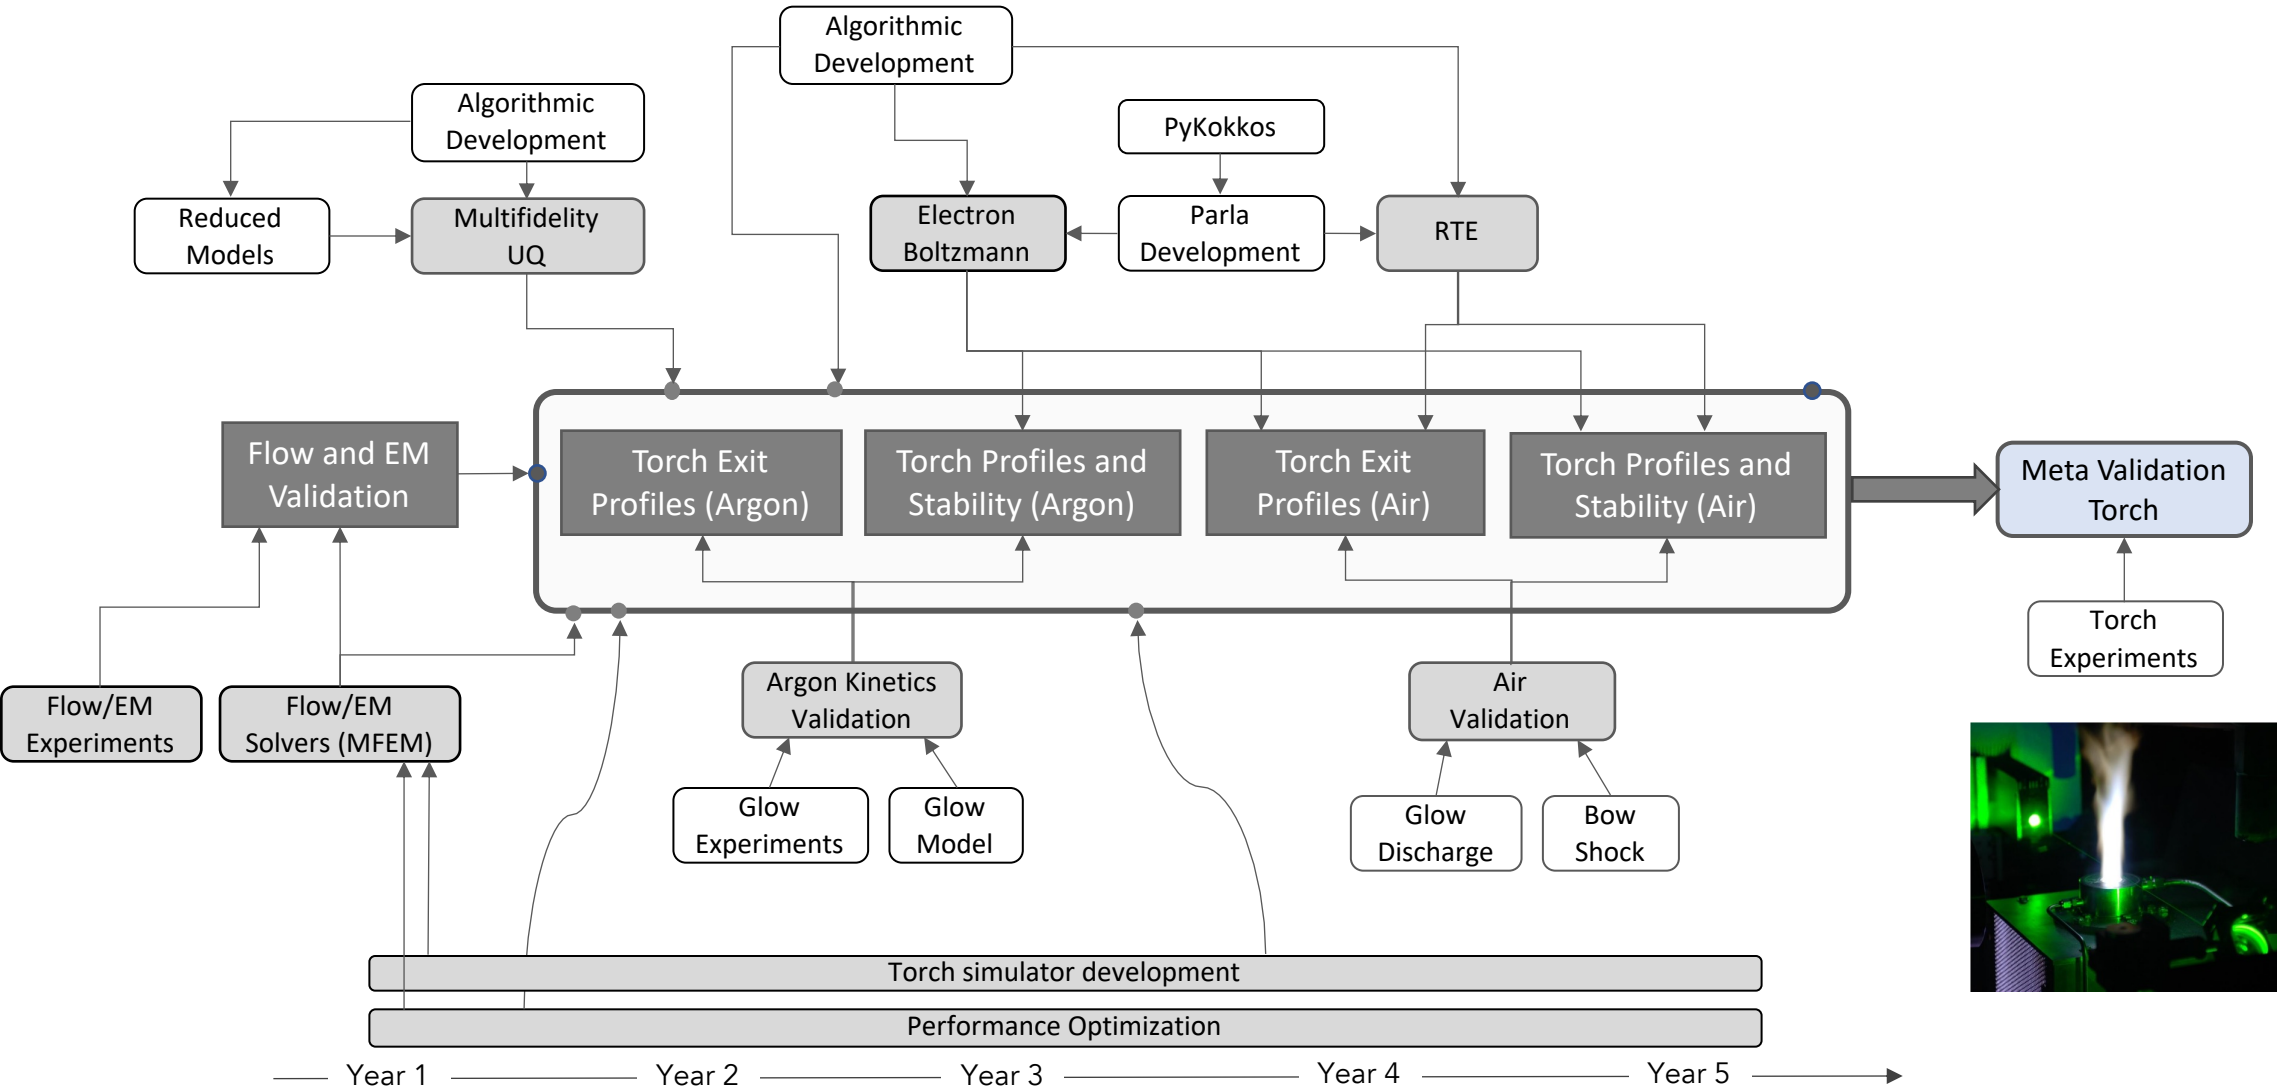 Algorithmic
Development
Algorithmic
Development
PyKokkos
Reduced
Models
Multifidelity
UQ
Electron
Boltzmann
Parla
Development
RTE
Flow and EM
Validation
Torch Exit
Profiles (Argon)
Torch Profiles and
Stability (Argon)
Torch Exit
Profiles (Air)
Torch Profiles and
Stability (Air)
Meta Validation
Torch
Torch
Experiments
Flow/EM
Experiments
Flow/EM
Solvers (MFEM)
Argon Kinetics
Validation
Air
Validation
Glow
Experiments
Glow
Model
Glow
Discharge
Bow
Shock
Torch simulator development
Performance Optimization
Year 1
Year 2
Year 3
Year 4
Year 5